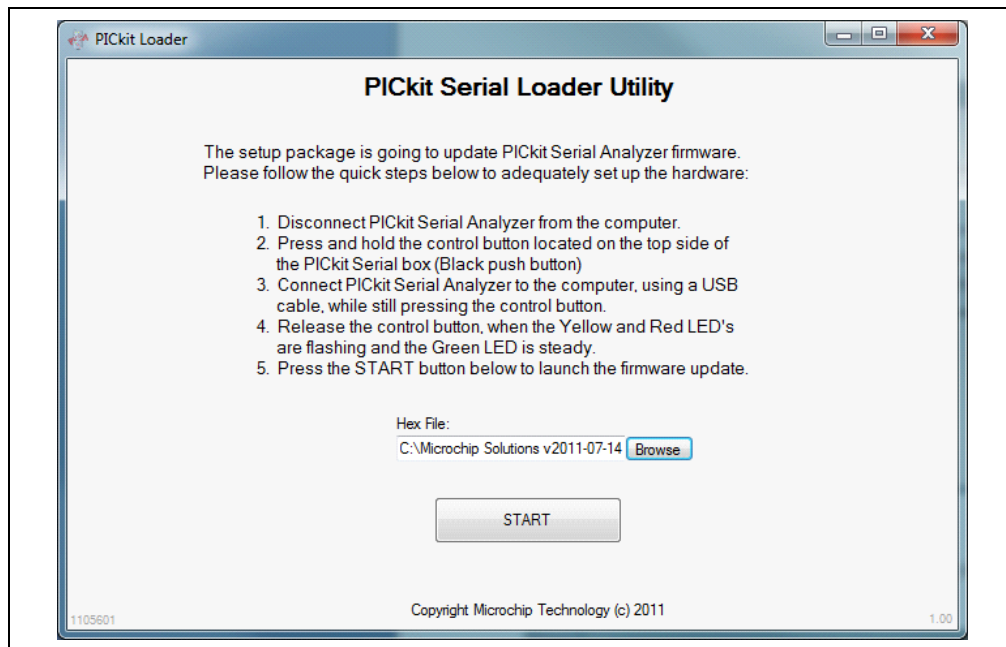 PICkit Loader
PICkit Serial Loader Utility
The setup package is going to update PICkit Serial Analyzer firmware.
Please follow the quick steps below to adequately set up the hardware:
1. Disconnect PICkit Serial Analyzer from the computer.
2. Press and hold the control button located on the top side of
the PICkit Serial box (Black push button)
3. Connect PICkit Serial Analyzer to the computer, using a USB
cable, while still pressing the control button.
4. Release the control button, when the Yellow and Red LED's
are flashing and the Green LED is steady.
5. Press the START button below to launch the firmware update.
Hex File:
C:\Microchip Solutions v2011-07-14 Browse
START
Copyright Microchip Technology (c) 2011
1105601 1.00